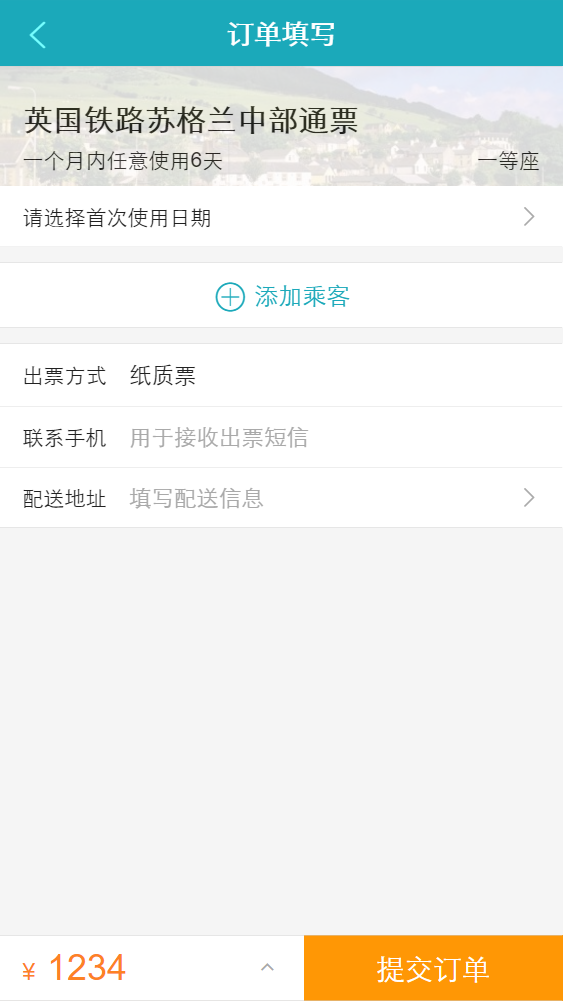 订单填写
英国铁路苏格兰中部通票
一个月内任意使用6天 一等座
请选择首次使用日期
添加乘客
出票方式 纸质票
联系手机 用于接收出票短信
配送地址 填写配送信息
¥ 1234 提交订单